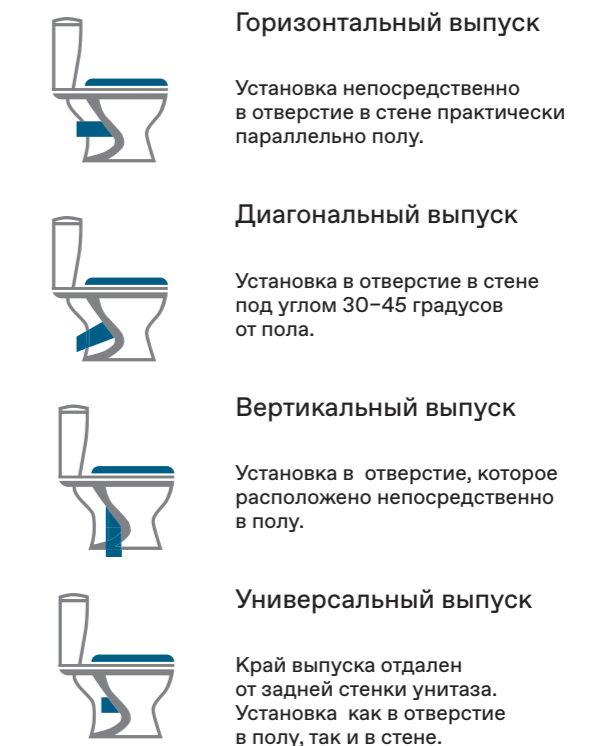 Горизонтальный выпуск
Установка непосредственно
в отверстие в стене практически
параллельно полу.
Диагональный выпуск
Установка в отверстие в стене
под углом 30–45 градусов
от пола.
Вертикальный выпуск
Установка в отверстие, которое
расположено непосредственно
в полу.
Универсальный выпуск
Край выпуска отдален
от задней стенки унитаза.
Установка как в отверстие
в полу, так и в стене.